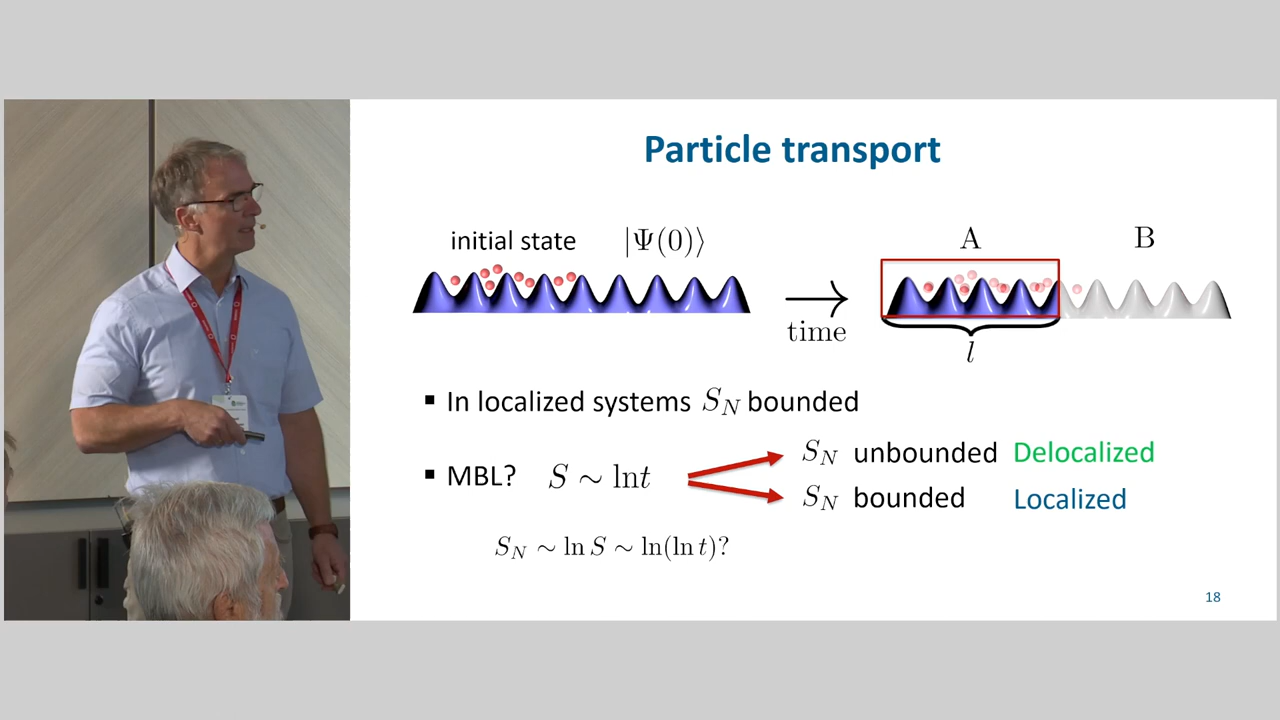 Particle transport
initial state |Ψ(0)⟩
A B
time
l
▪ In localized systems S_N bounded
S_N unbounded Delocalized
▪ MBL? S ∼ lnt
S_N bounded Localized
S_N ∼ ln S ∼ ln(ln t)?
18